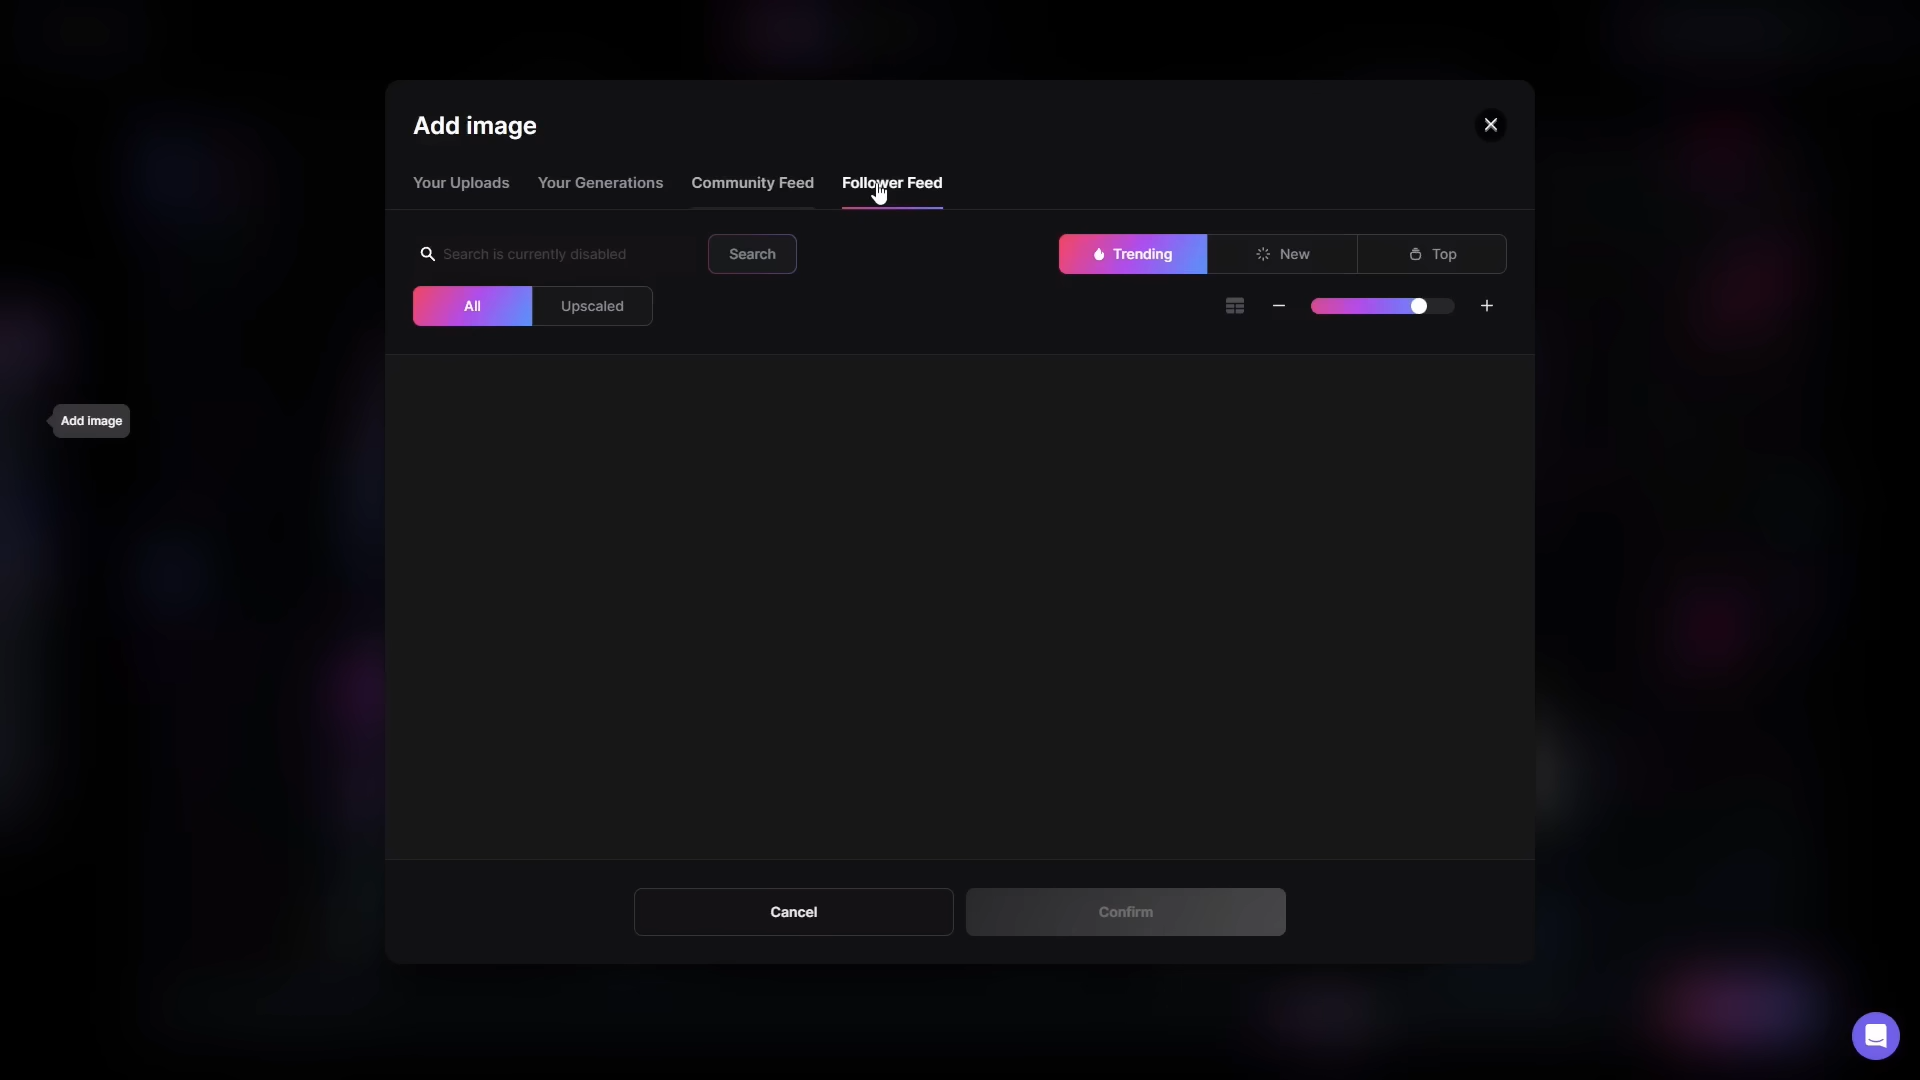 Add image
Your Uploads Your Generations Community Feed Follower Feed
Search is currently disabled Search Trending New Top
All Upscaled
Add image
Cancel Confirm